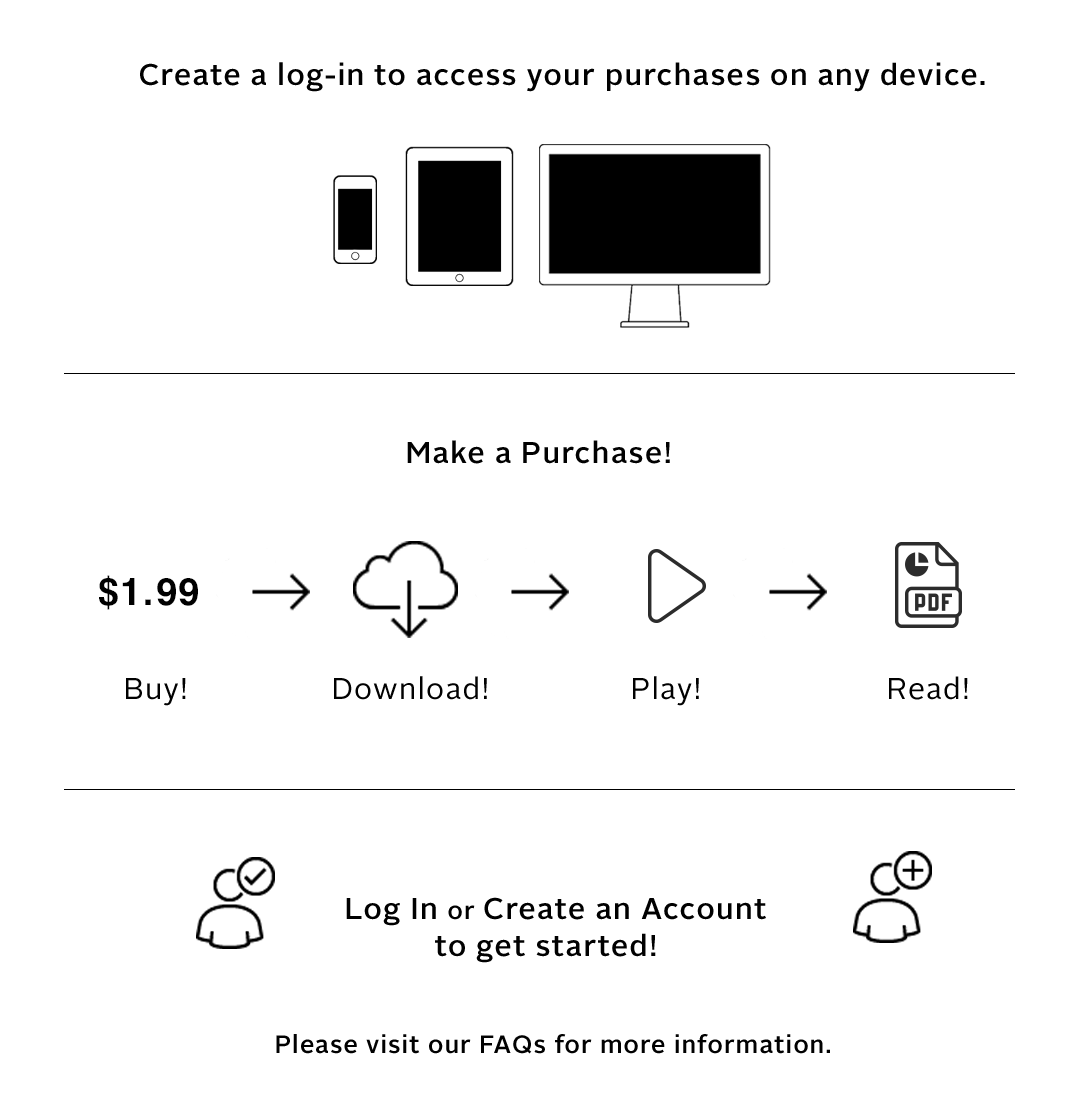 Create a log-in to access your purchases on any device.
Make a Purchase!
$1.99
PDF
Buy!
Download!
Play!
Read!
Log In or Create an Account
to get started!
Please visit our FAQs for more information.